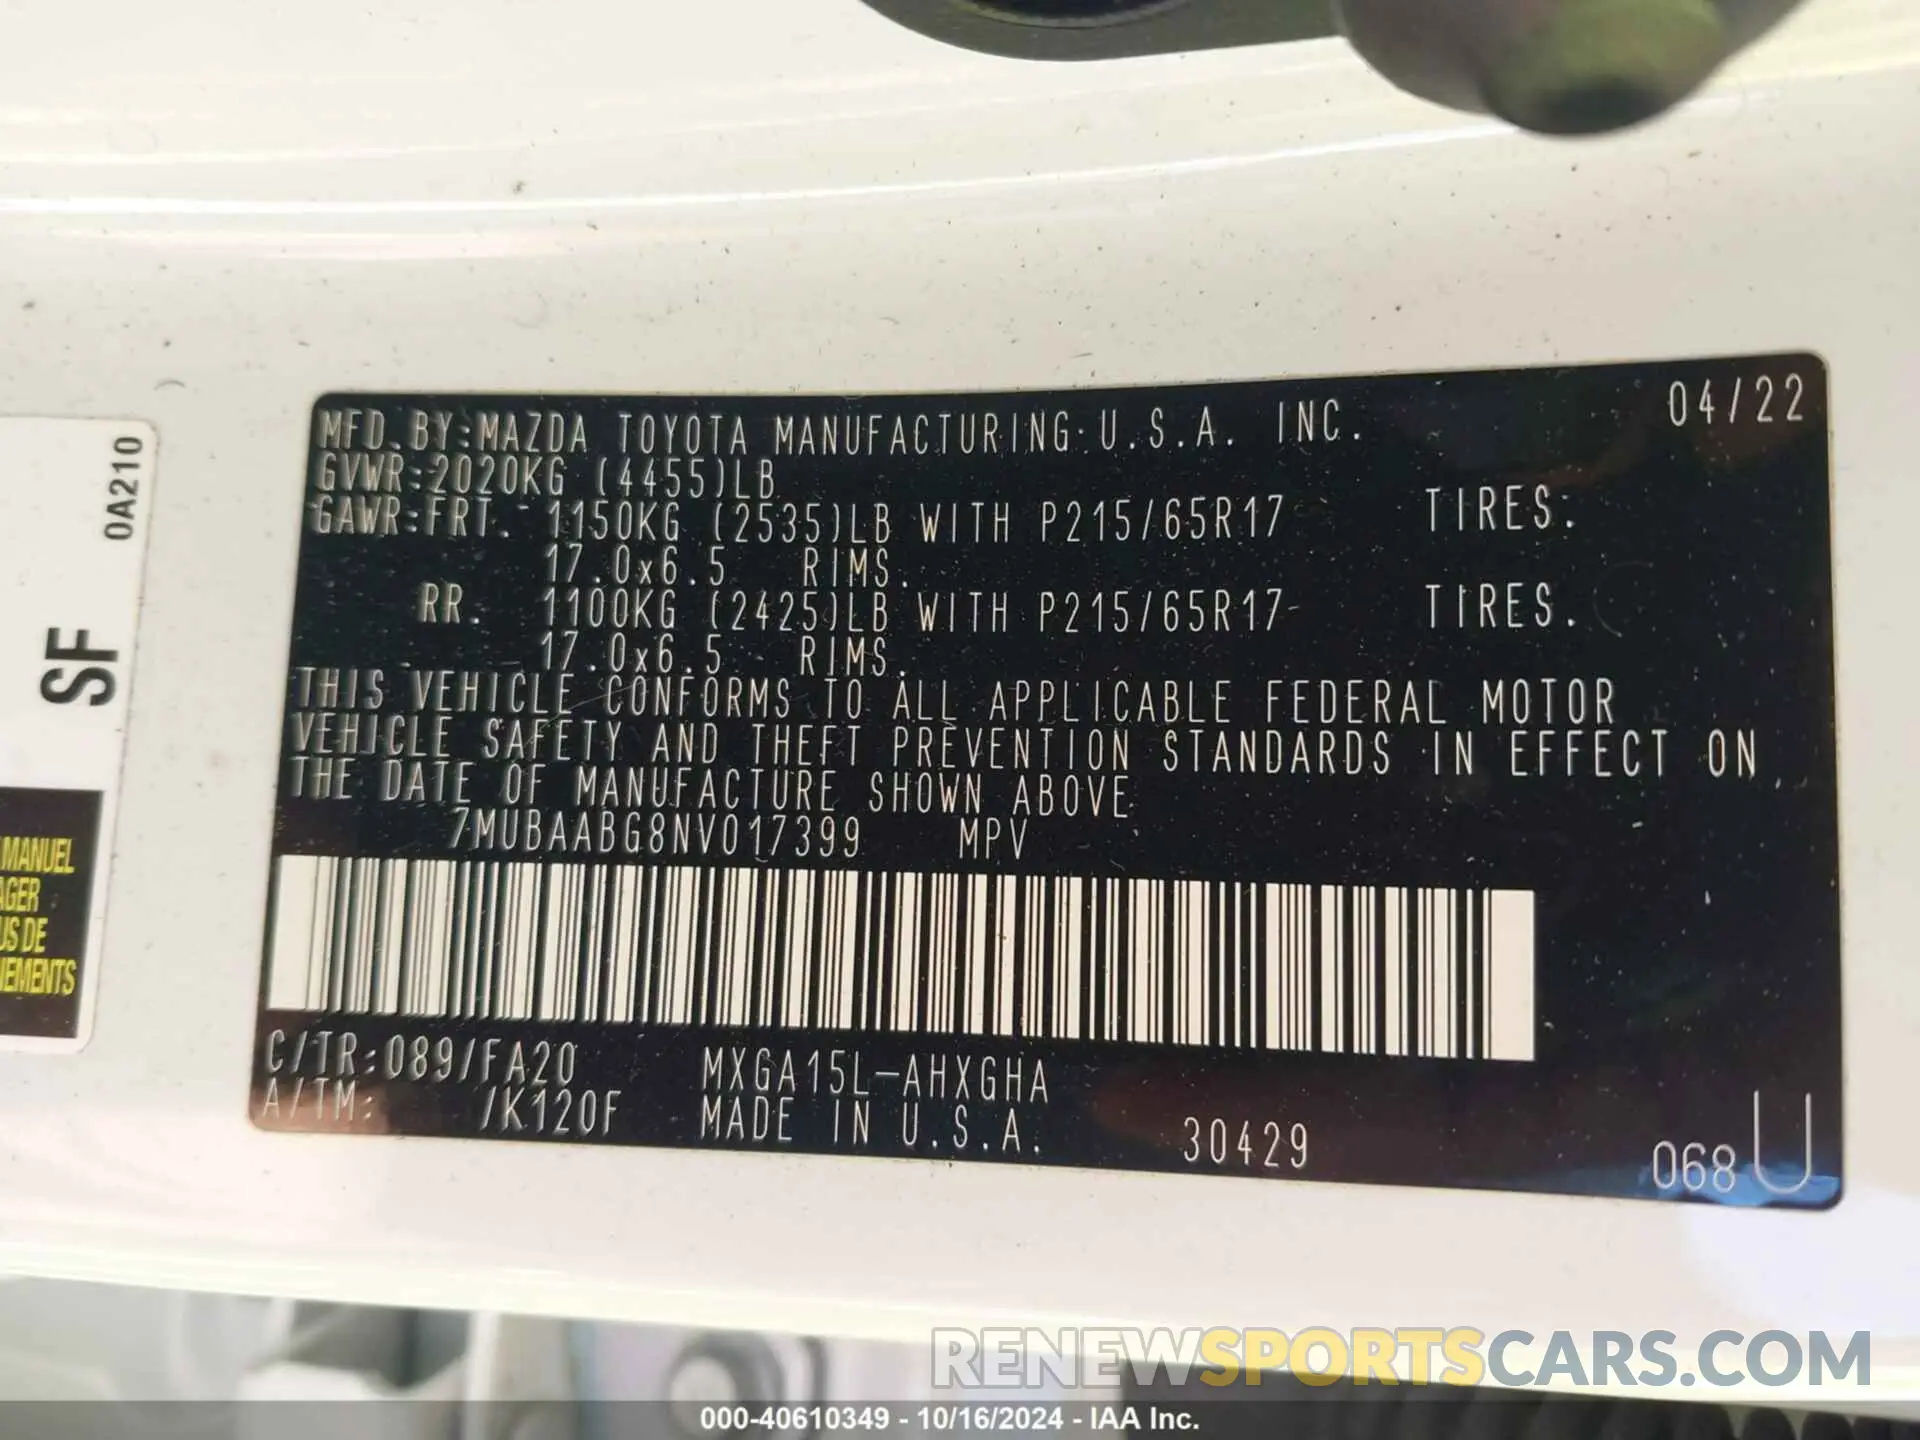 MFD. BY: MAZDA TOYOTA MANUFACTURING U.S.A. INC. 04/22
GVWR: 2020KG (4455)LB
GAWR: FRT. 1150KG (2535)LB WITH P215/65R17 TIRES.
17.0x6.5 RIMS.
RR. 1100KG (2425)LB WITH P215/65R17 TIRES.
17.0x6.5 RIMS.
THIS VEHICLE CONFORMS TO ALL APPLICABLE FEDERAL MOTOR
VEHICLE SAFETY AND THEFT PREVENTION STANDARDS IN EFFECT ON
THE DATE OF MANUFACTURE SHOWN ABOVE.
7MUBAABG8NV017399 MPV
C/TR: 089/FA20 MXGA15L-AHXGHA
A/TM: /K120F MADE IN U.S.A. 30429 068 U
0A210
SF
MANUEL
US DE
RENEWSPORTSCARS.COM
000-40610349 - 10/16/2024 - IAA Inc.